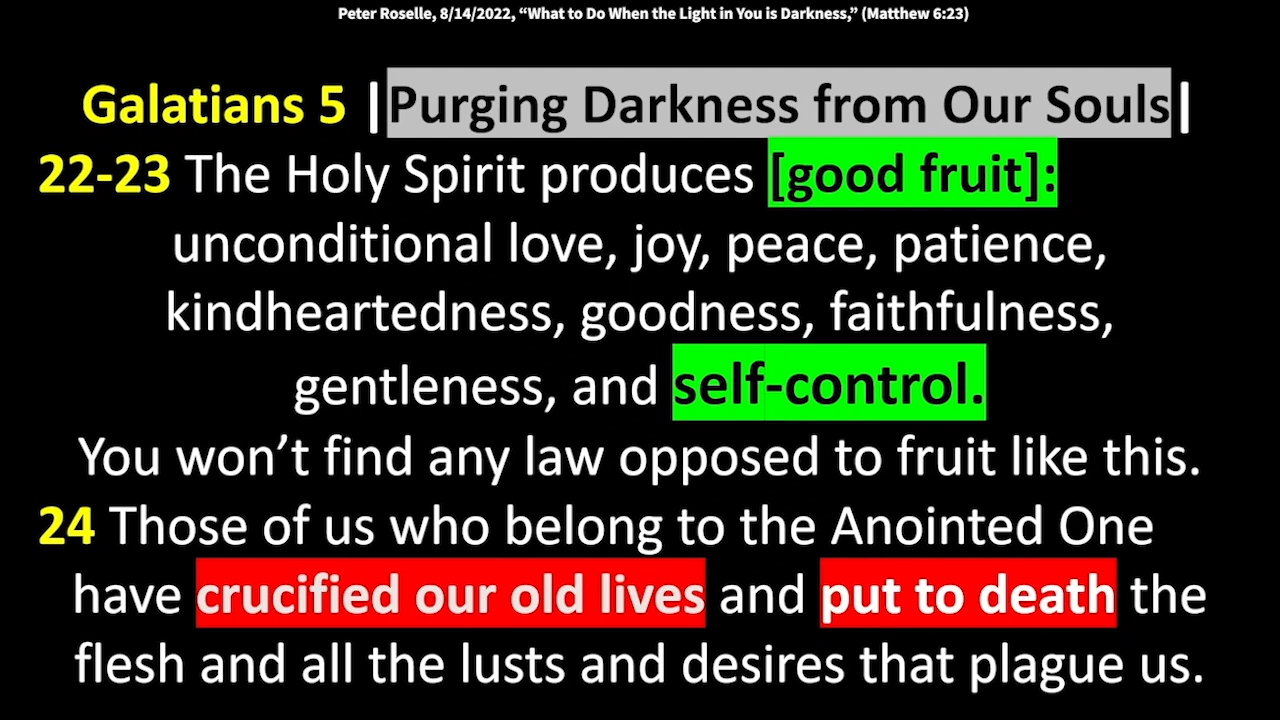 Peter Roselle, 8/14/2022, “What to Do When the Light in You is Darkness,” (Matthew 6:23)
Galatians 5 |Purging Darkness from Our Souls|
22-23 The Holy Spirit produces [good fruit]:
unconditional love, joy, peace, patience,
kindheartedness, goodness, faithfulness,
gentleness, and self-control.
You won’t find any law opposed to fruit like this.
24 Those of us who belong to the Anointed One
have crucified our old lives and put to death the
flesh and all the lusts and desires that plague us.